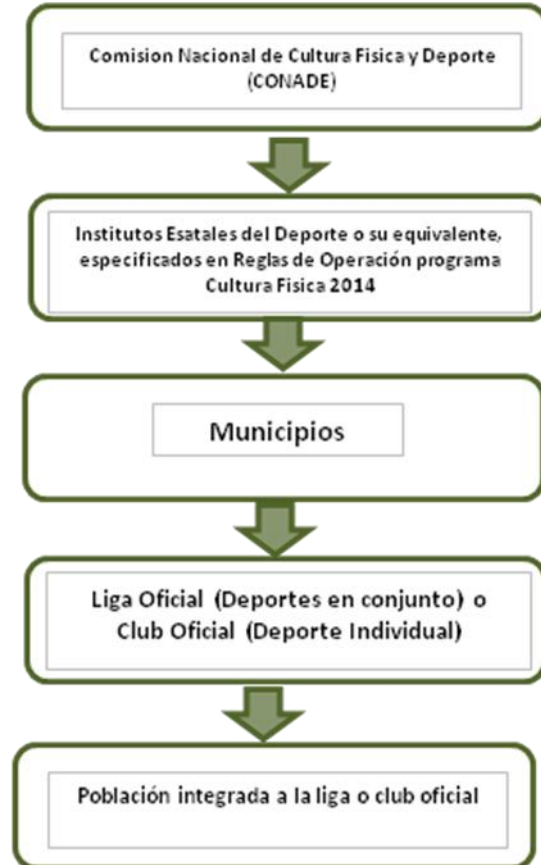 Comision Nacional de Cultura Fisica y Deporte
(CONADE)
Institutos Esatales del Deporte o su equivalente,
especificados en Reglas de Operación programa
Cultura Fisica 2014
Municipios
Liga Oficial (Deportes en conjunto) o
Club Oficial (Deporte Individual)
Población integrada a la liga o club oficial